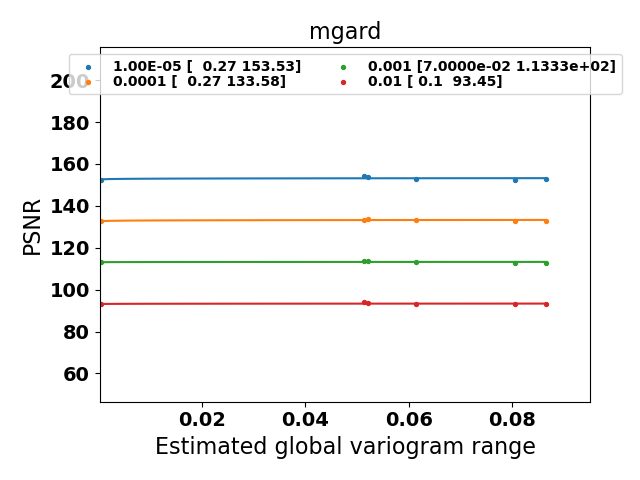 mgard
1.00E-05 [  0.27 153.53]
0.0001 [  0.27 133.58]
0.001 [7.0000e-02 1.1333e+02]
0.01 [ 0.1  93.45]
200
180
160
140
120
100
80
60
PSNR
0.02 0.04 0.06 0.08
Estimated global variogram range